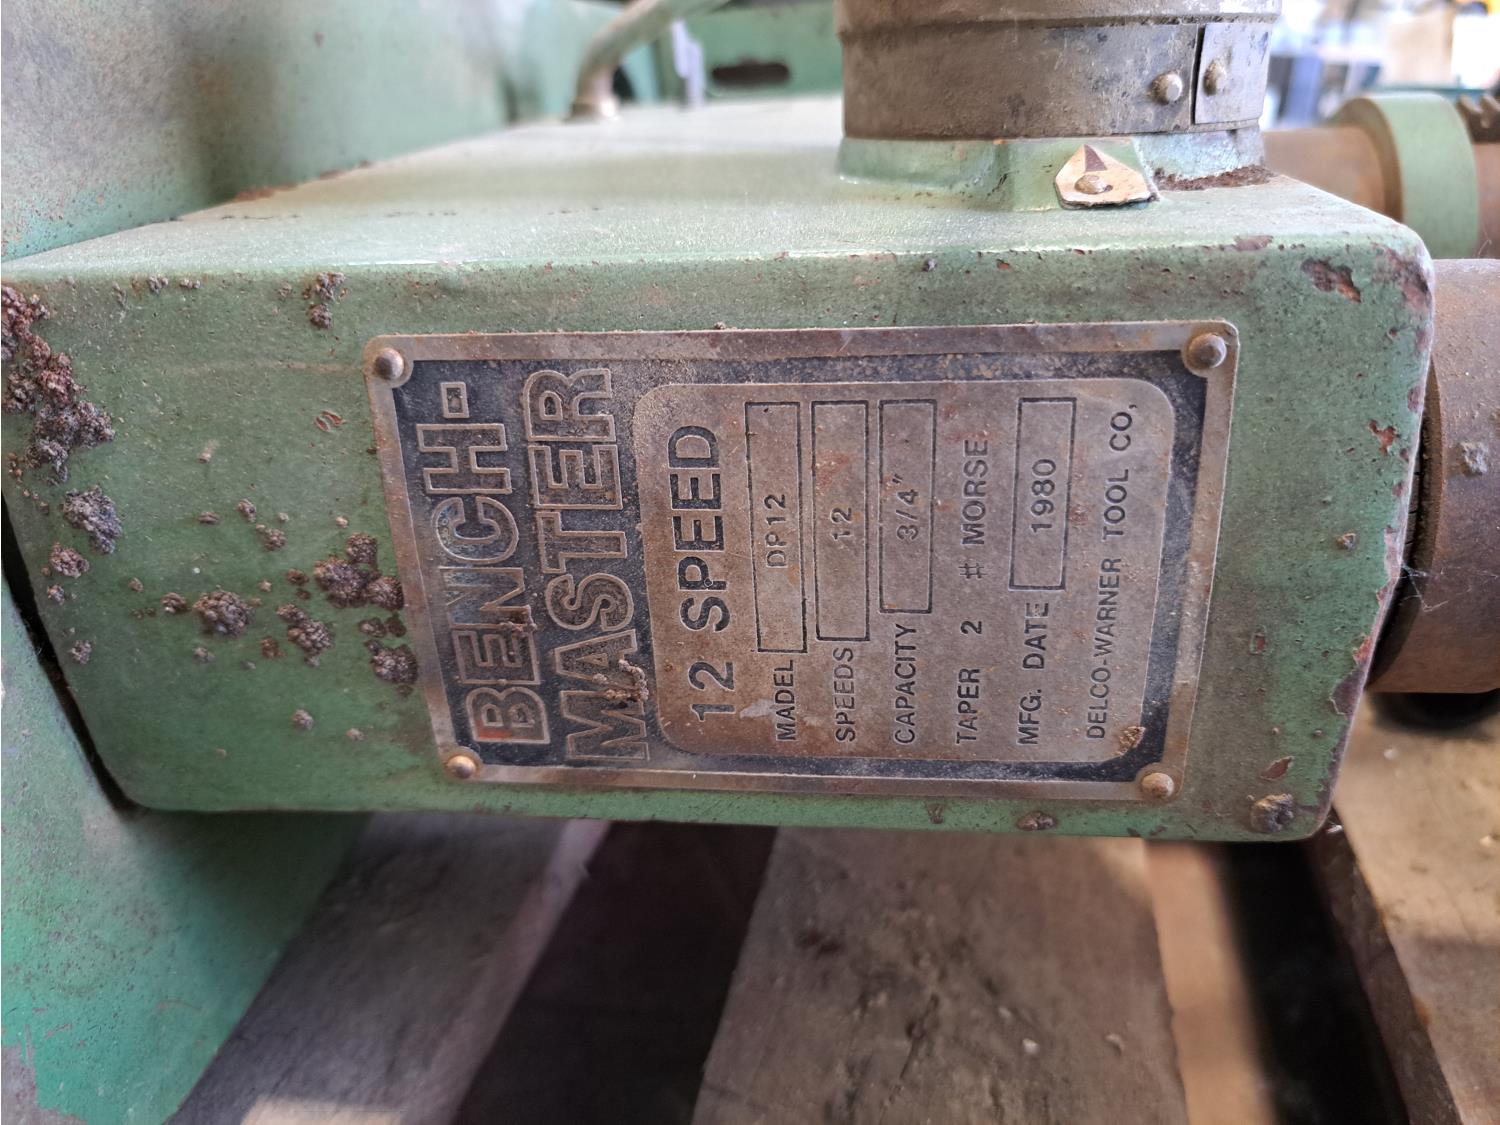 BENCH-
MASTER
12 SPEED
MADEL DP12
SPEEDS 12
CAPACITY 3/4"
TAPER 2 # MORSE
MFG. DATE 1980
DELCO-WARNER TOOL CO,